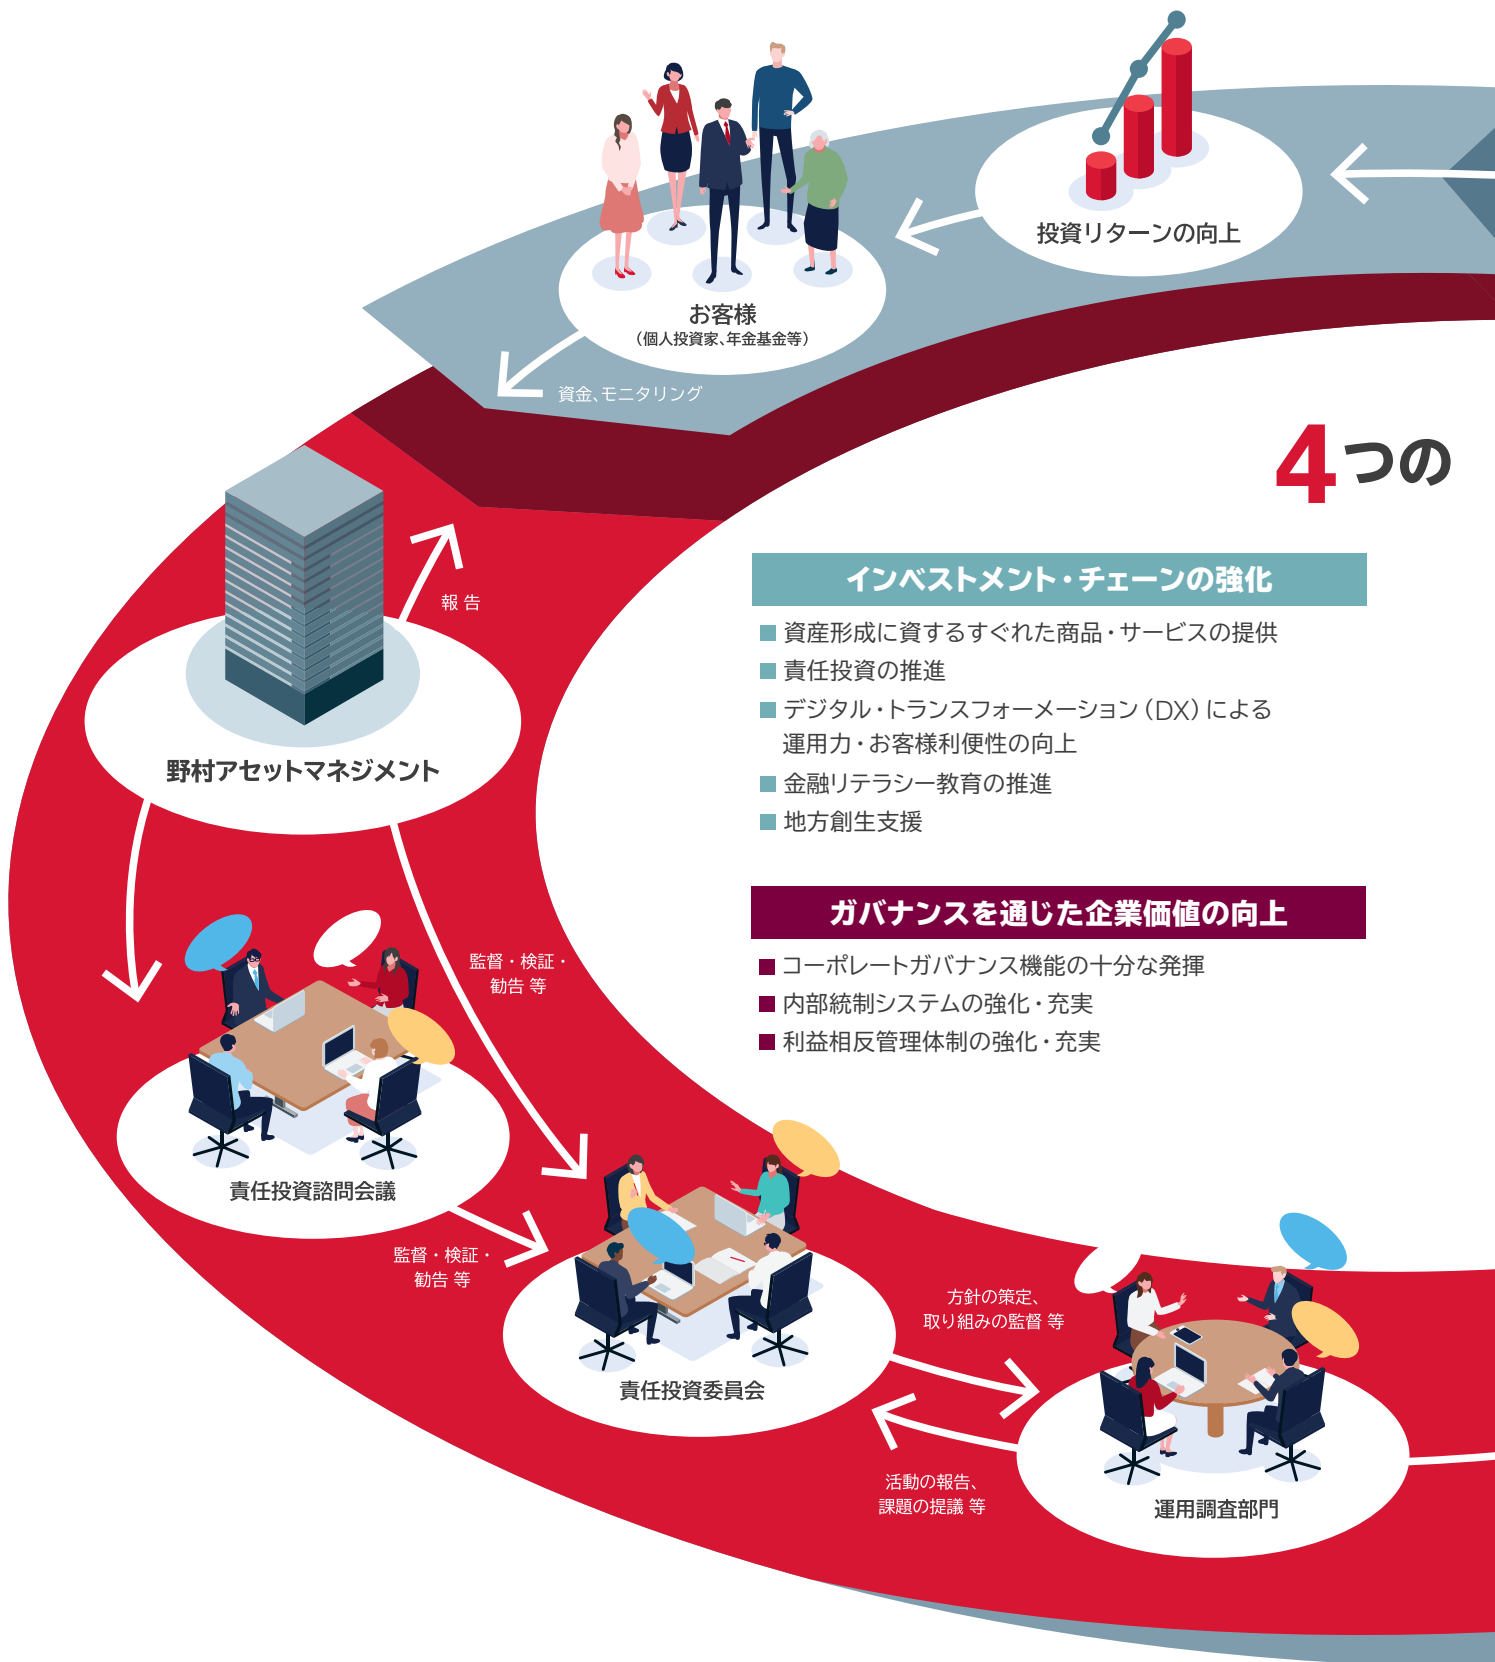 投資リターンの向上
お客様
（個人投資家、年金基金等）
資金、モニタリング
4つの
報 告
野村アセットマネジメント
インベストメント・チェーンの強化
■ 資産形成に資するすぐれた商品・サービスの提供
■ 責任投資の推進
■ デジタル・トランスフォーメーション（DX）による
運用力・お客様利便性の向上
■ 金融リテラシー教育の推進
■ 地方創生支援
ガバナンスを通じた企業価値の向上
■ コーポレートガバナンス機能の十分な発揮
■ 内部統制システムの強化・充実
■ 利益相反管理体制の強化・充実
監督・検証・
勧告 等
責任投資諮問会議
監督・検証・
勧告 等
責任投資委員会
方針の策定、
取り組みの監督 等
活動の報告、
課題の提議 等
運用調査部門